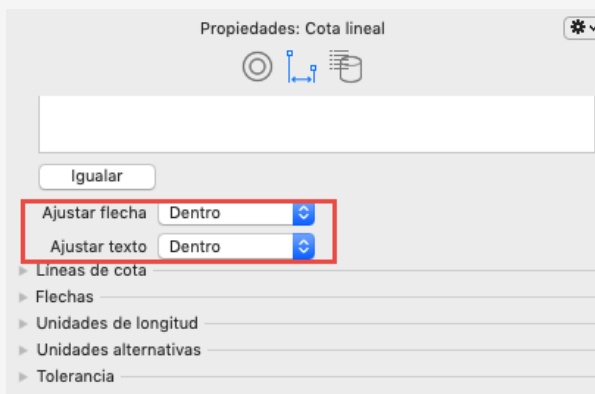 Propiedades: Cota lineal
Igualar
Ajustar flecha Dentro
Ajustar texto Dentro
Líneas de cota
Flechas
Unidades de longitud
Unidades alternativas
Tolerancia